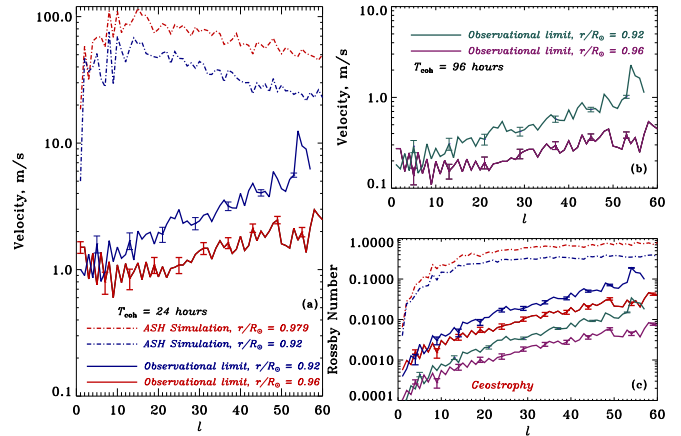 100.0
10.0
1.0
0.1
Velocity, m/s
(a)
T_coh = 24 hours
ASH Simulation, r/R⊙ = 0.979
ASH Simulation, r/R⊙ = 0.92
Observational limit, r/R⊙ = 0.92
Observational limit, r/R⊙ = 0.96
0 10 20 30 40 50 60
l
10.0
1.0
0.1
Velocity, m/s
Observational limit, r/R⊙ = 0.92
Observational limit, r/R⊙ = 0.96
T_coh = 96 hours
(b)
0 10 20 30 40 50 60
l
1.0000
0.1000
0.0100
0.0010
0.0001
Rossby Number
Geostrophy
(c)
0 10 20 30 40 50 60
l